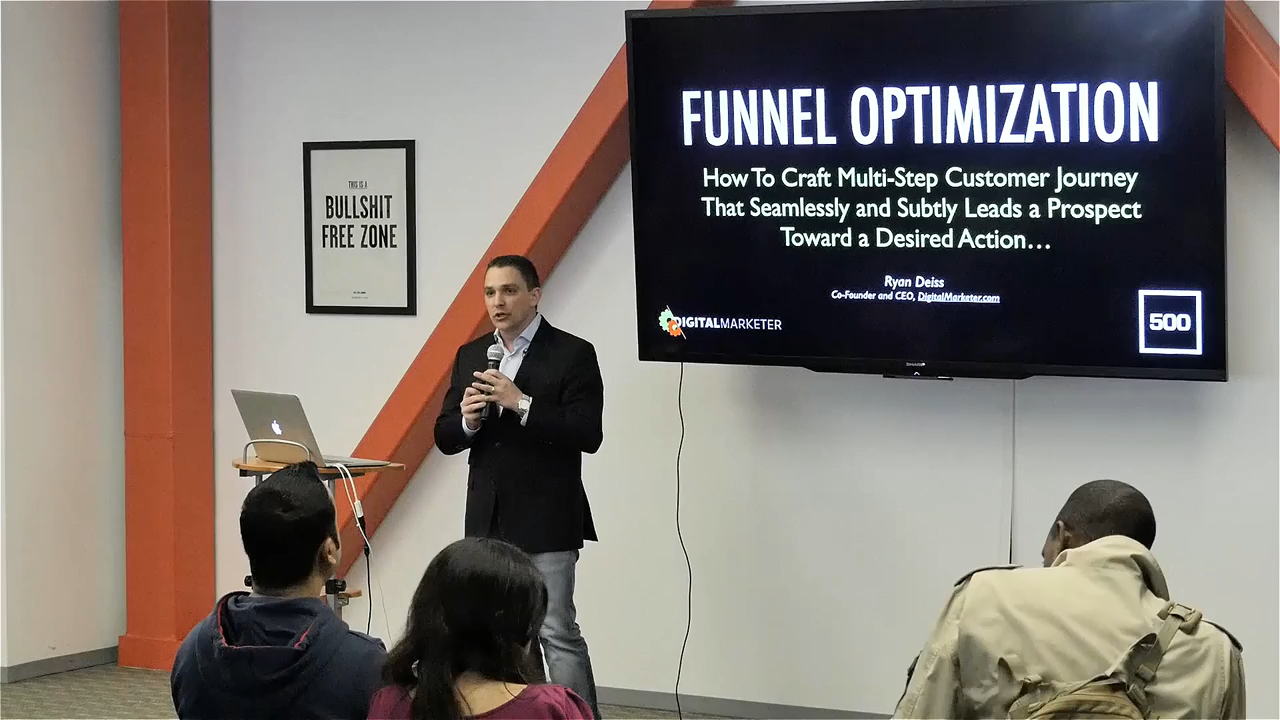 THIS IS A
BULLSHIT
FREE ZONE
FUNNEL OPTIMIZATION
How To Craft Multi-Step Customer Journey
That Seamlessly and Subtly Leads a Prospect
Toward a Desired Action...
Ryan Deiss
Co-Founder and CEO, DigitalMarketer.com
DIGITALMARKETER
500
SHARP